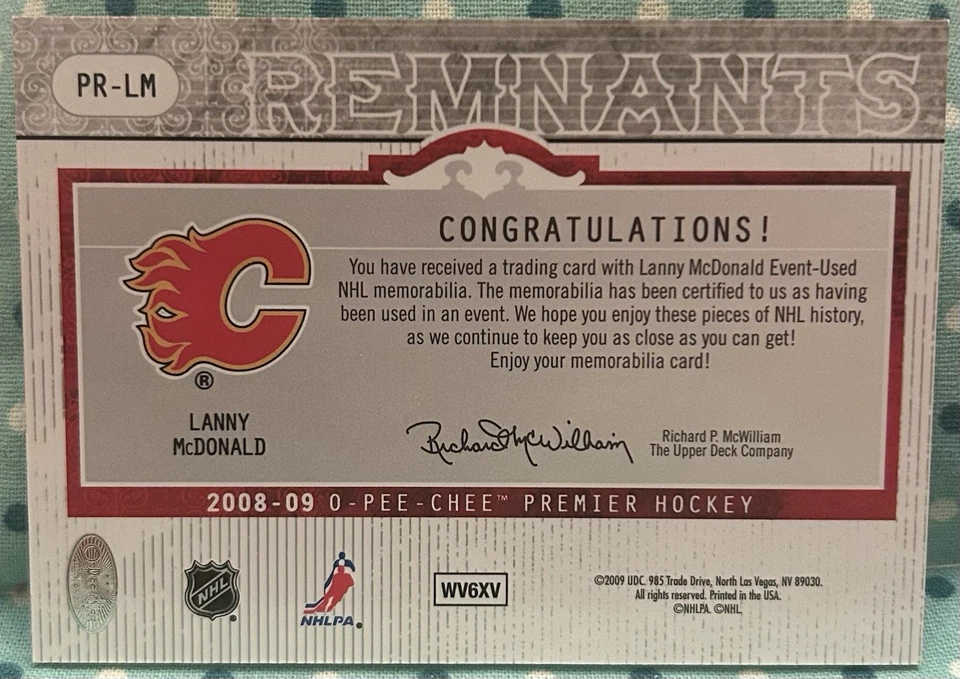 PR-LM
REMNANTS
CONGRATULATIONS!
You have received a trading card with Lanny McDonald Event-Used
NHL memorabilia. The memorabilia has been certified to us as having
been used in an event. We hope you enjoy these pieces of NHL history,
as we continue to keep you as close as you can get!
Enjoy your memorabilia card!
C
®
LANNY
McDONALD
Richard McWilliam
Richard P. McWilliam
The Upper Deck Company
2008-09 O-PEE-CHEE™ PREMIER HOCKEY
NHL
®
NHLPA®
WV6XV
©2009 UDC. 985 Trade Drive, North Las Vegas, NV 89030.
All rights reserved. Printed in the USA.
©NHLPA. ©NHL.